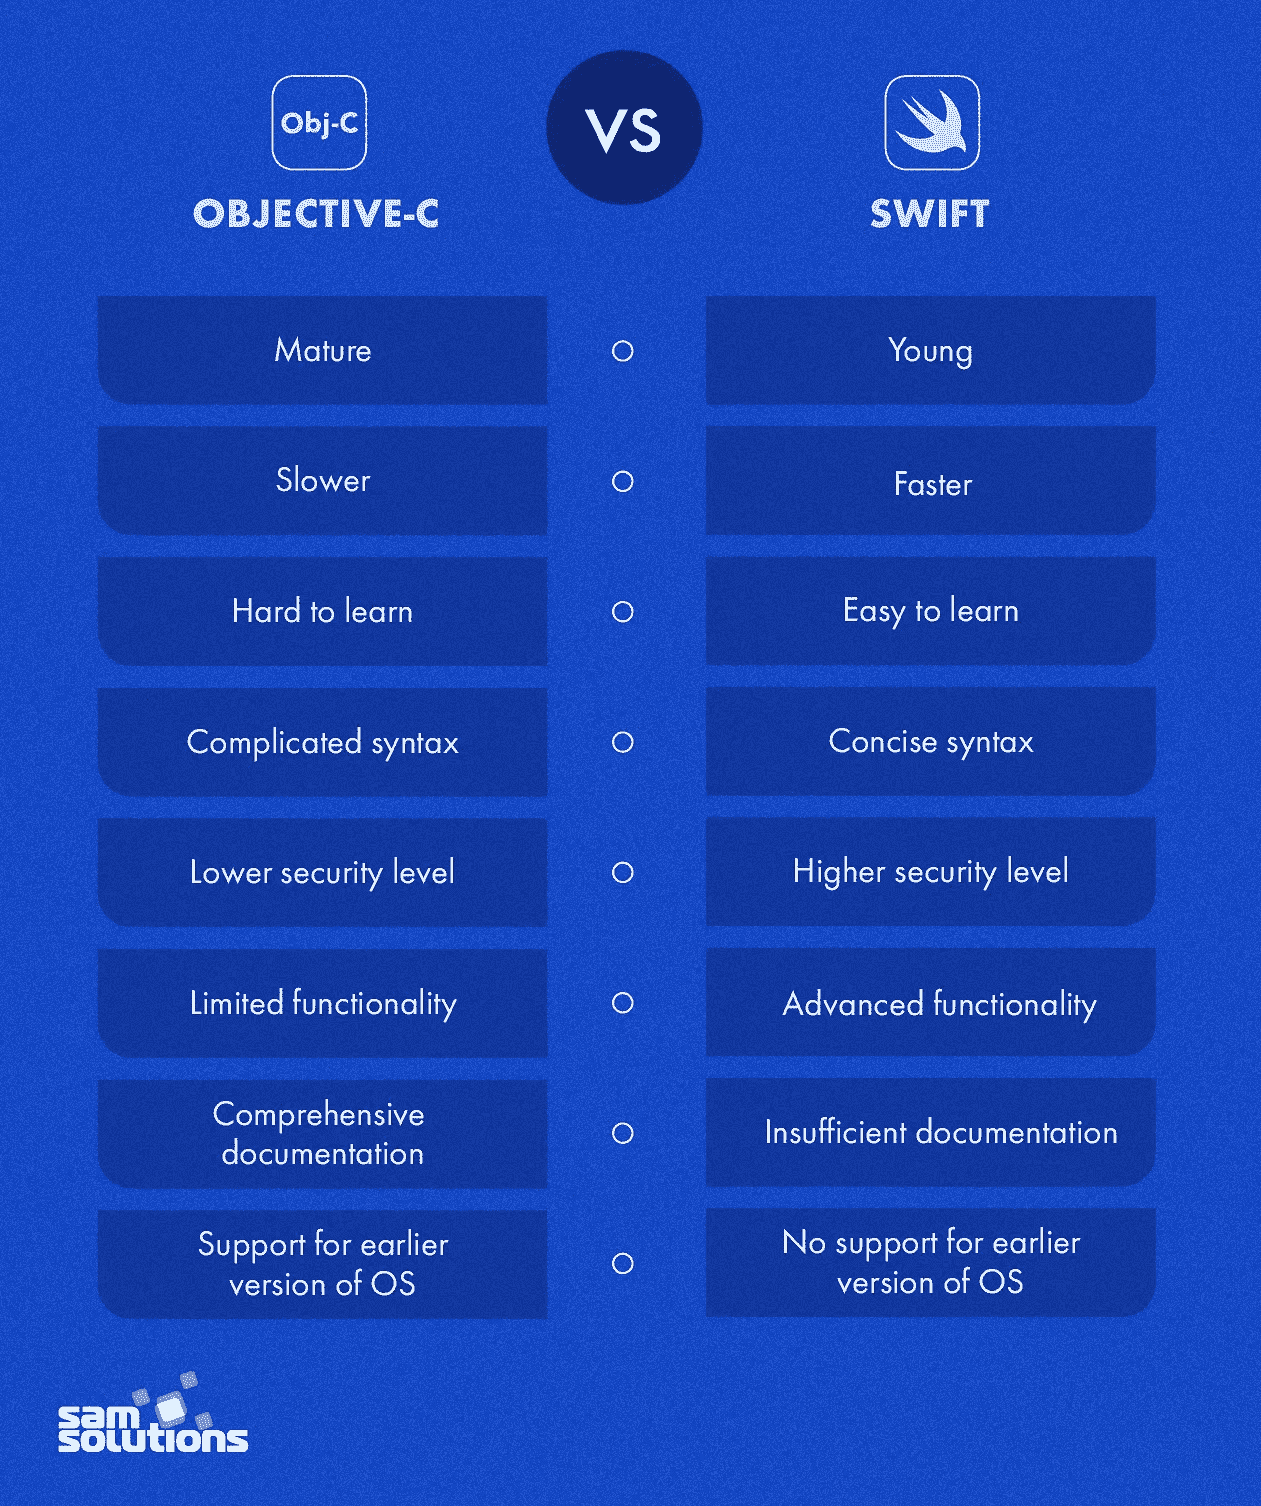 Obj-C
VS
OBJECTIVE-C
SWIFT
Mature
Young
Slower
Faster
Hard to learn
Easy to learn
Complicated syntax
Concise syntax
Lower security level
Higher security level
Limited functionality
Advanced functionality
Comprehensive
documentation
Insufficient documentation
Support for earlier
version of OS
No support for earlier
version of OS
sam
solutions